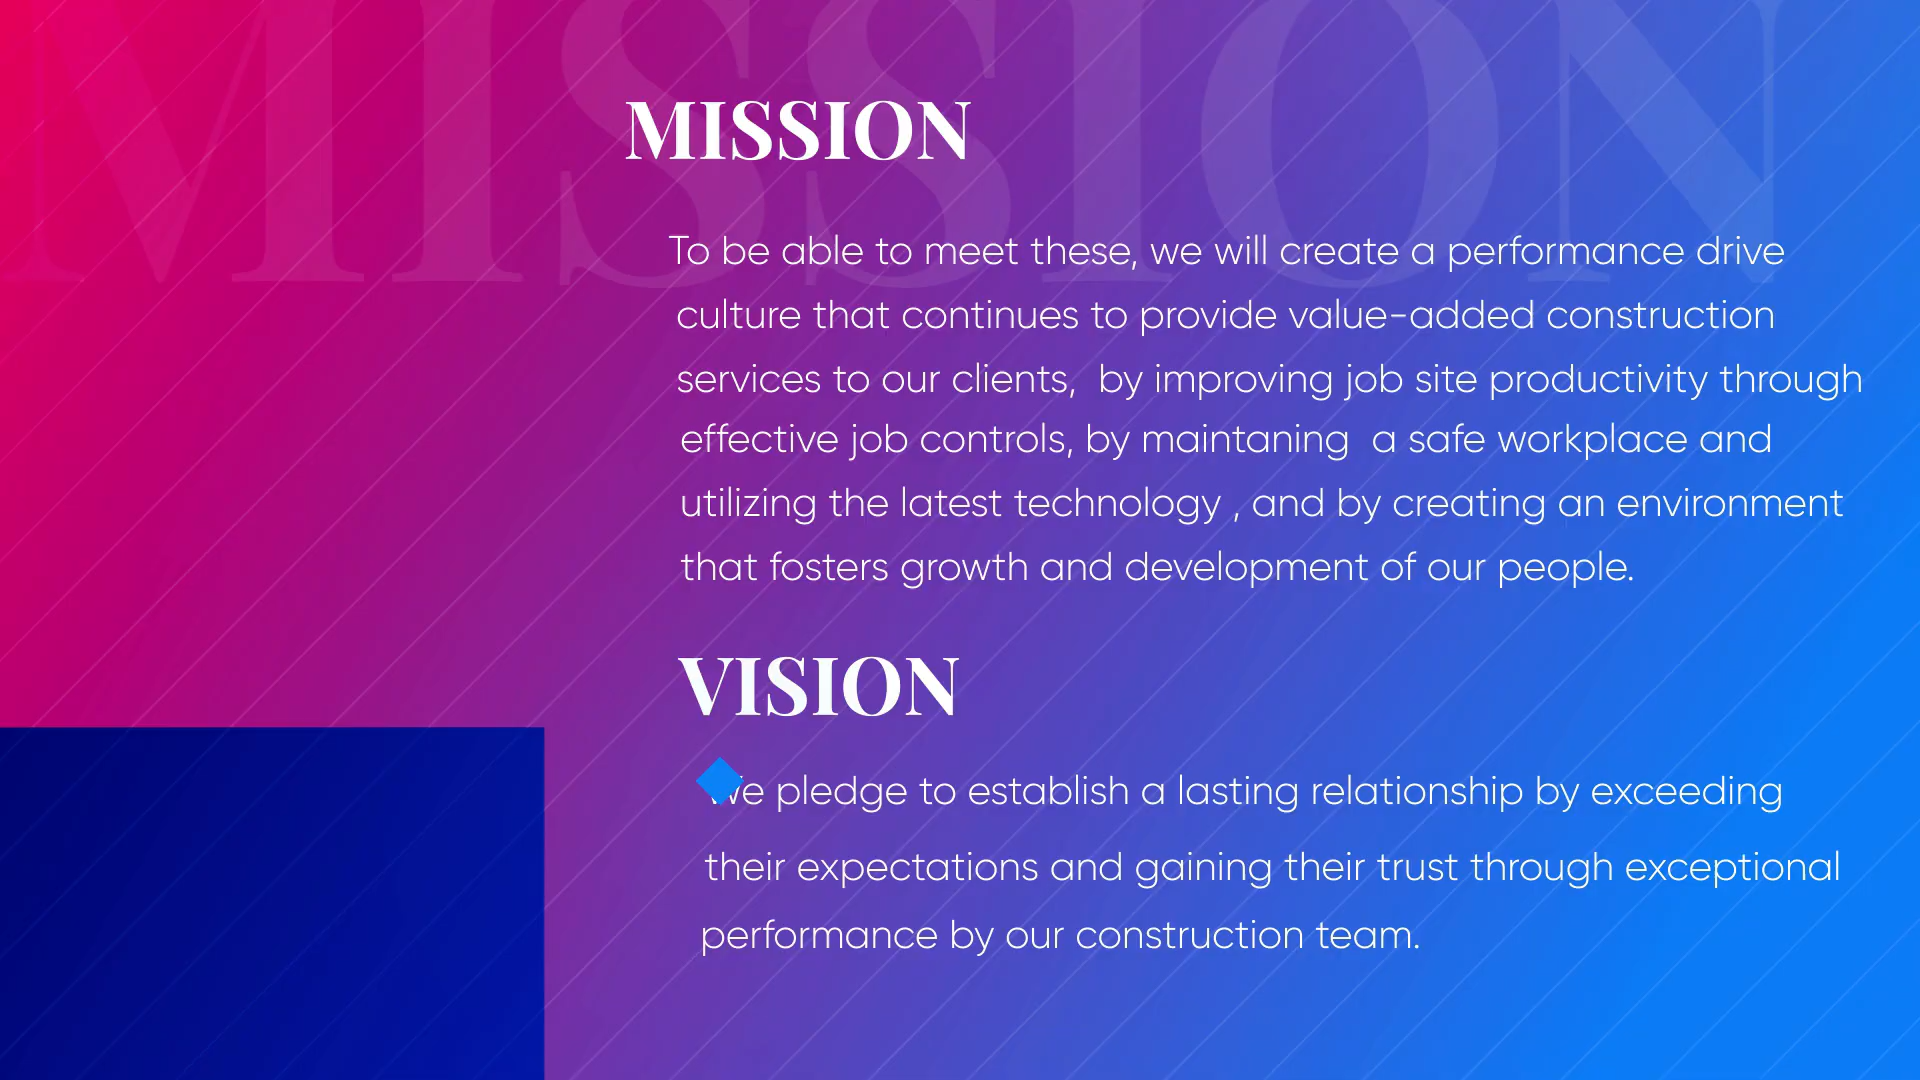 MISSION
MISSION
To be able to meet these, we will create a performance drive
culture that continues to provide value-added construction
services to our clients,  by improving job site productivity through
effective job controls, by maintaning  a safe workplace and
utilizing the latest technology , and by creating an environment
that fosters growth and development of our people.
VISION
We pledge to establish a lasting relationship by exceeding
their expectations and gaining their trust through exceptional
performance by our construction team.